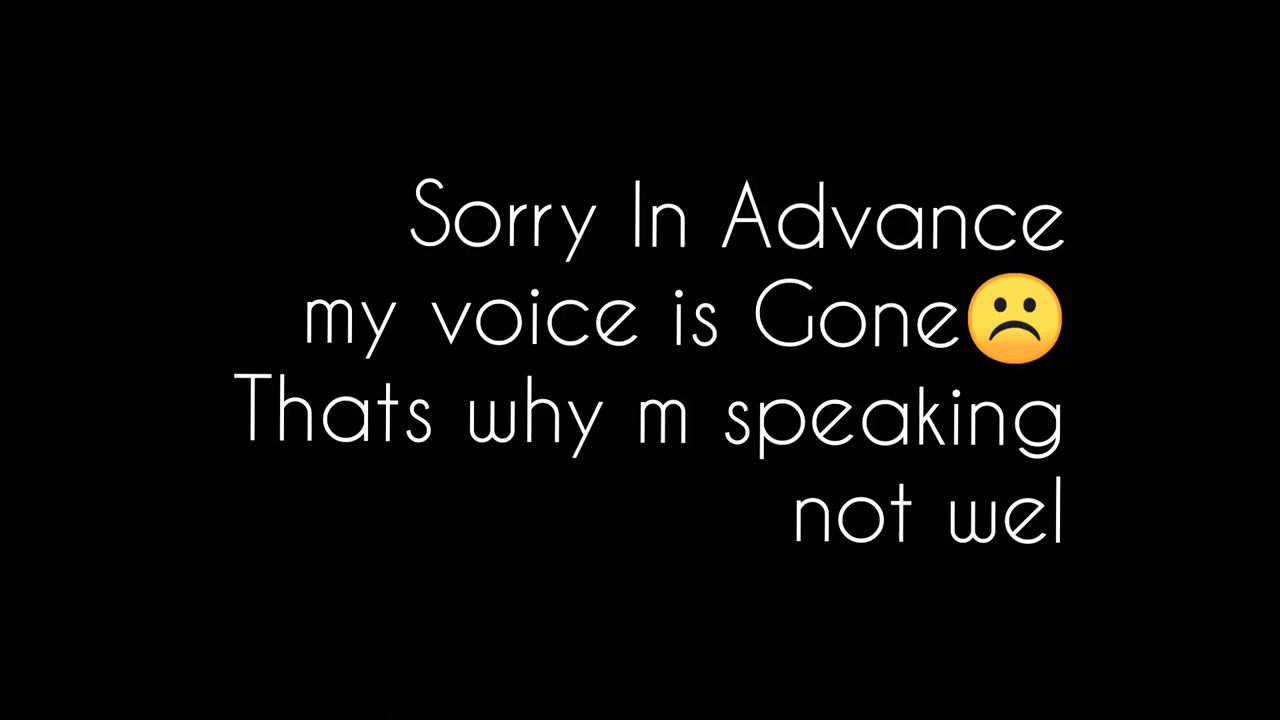 Sorry In Advance
my voice is Gone☹️
Thats why m speaking
not wel